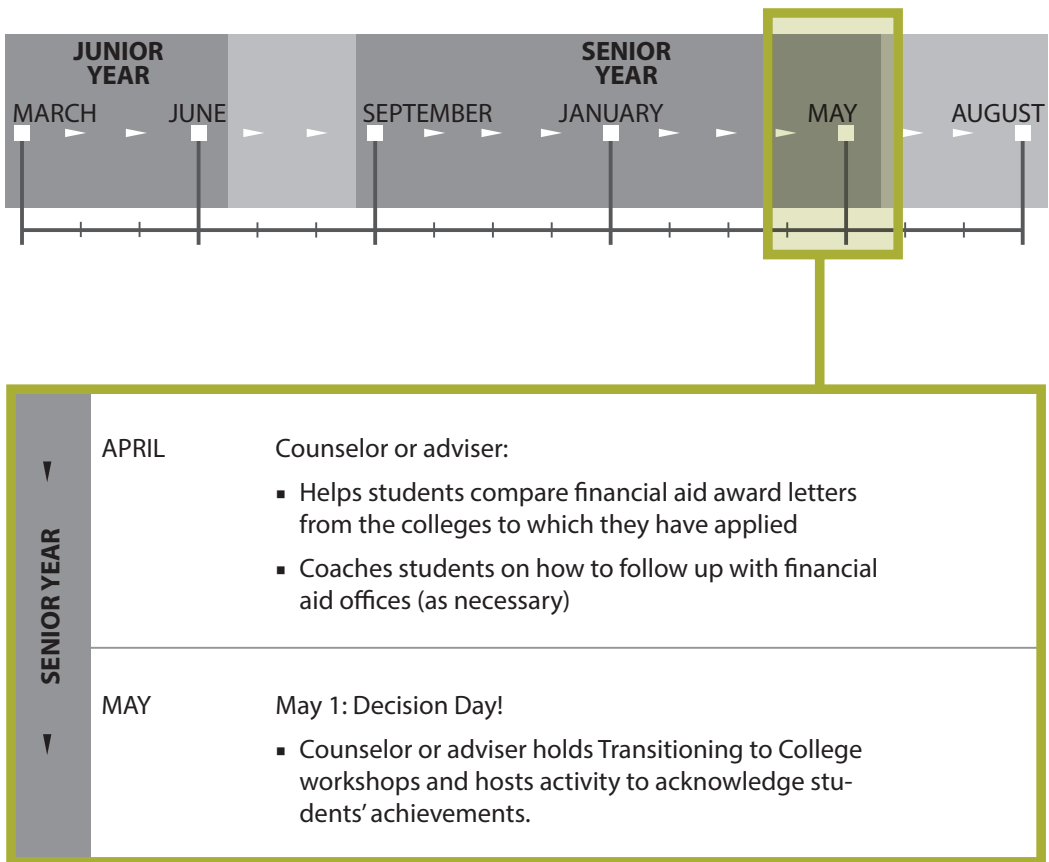 JUNIOR
YEAR
SENIOR
YEAR
MARCH JUNE SEPTEMBER JANUARY MAY AUGUST
SENIOR YEAR
APRIL Counselor or adviser:
▪ Helps students compare financial aid award letters
from the colleges to which they have applied
▪ Coaches students on how to follow up with financial
aid offices (as necessary)
MAY May 1: Decision Day!
▪ Counselor or adviser holds Transitioning to College
workshops and hosts activity to acknowledge stu-
dents’ achievements.